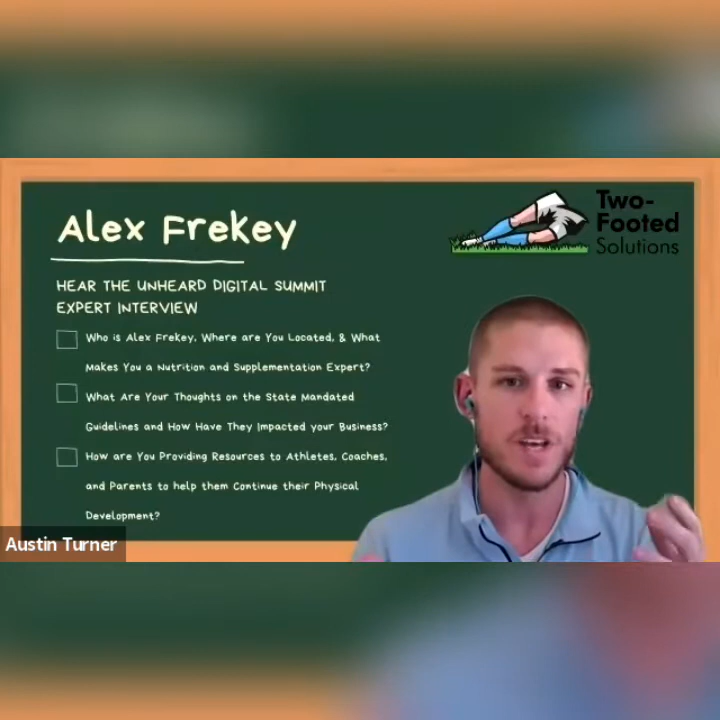 Alex Frekey
Two-
Footed
Solutions
HEAR THE UNHEARD DIGITAL SUMMIT
EXPERT INTERVIEW
Who is Alex Frekey, Where are You Located, & What
Makes You a Nutrition and Supplementation Expert?
What Are Your Thoughts on the State Mandated
Guidelines and How Have They Impacted your Business?
How are You Providing Resources to Athletes, Coaches,
and Parents to help them Continue their Physical
Development?
Austin Turner